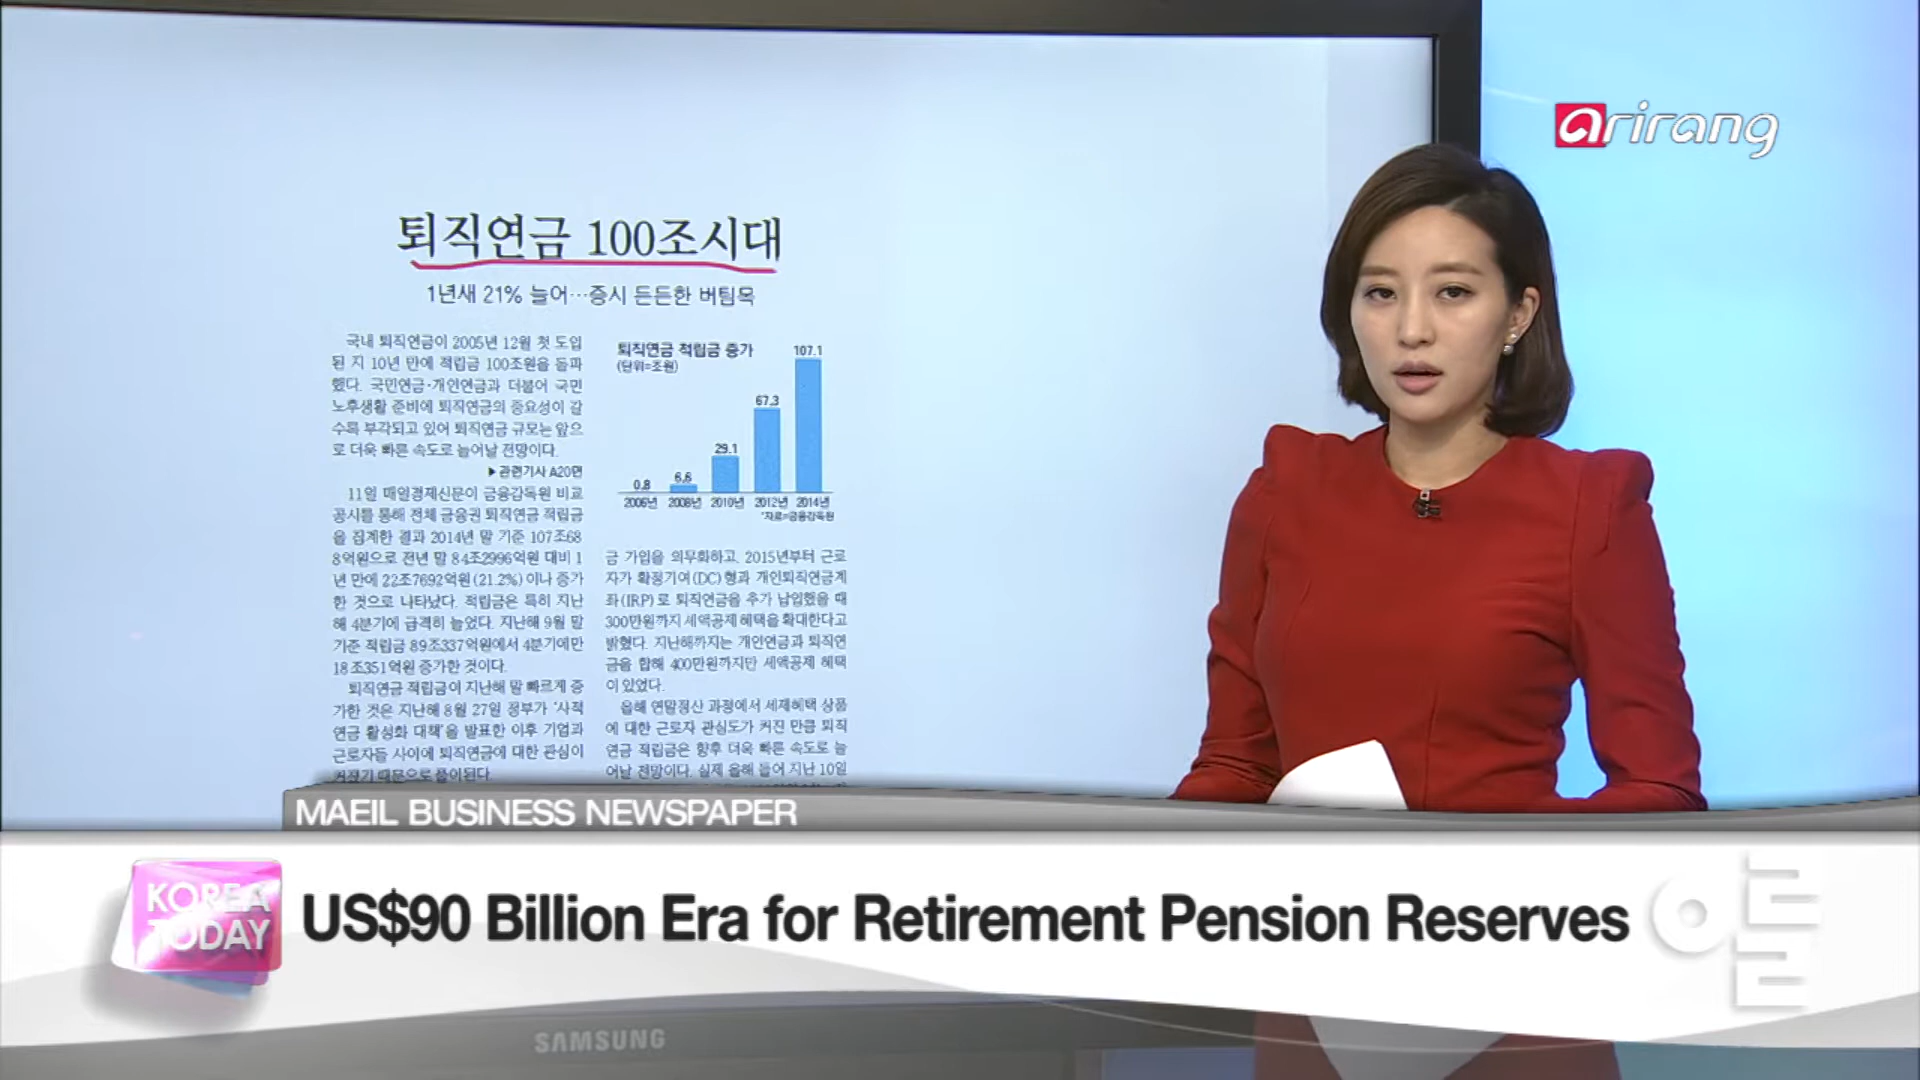 arirang
퇴직연금 100조시대
1년새 21% 늘어…증시 든든한 버팀목
국내 퇴직연금이 2005년 12월 첫 도입
된 지 10년 만에 적립금 100조원을 돌파
했다. 국민연금·개인연금과 더불어 국민
노후생활 준비에 퇴직연금의 중요성이 갈
수록 부각되고 있어 퇴직연금 규모는 앞으
로 더욱 빠른 속도로 늘어날 전망이다.
▶관련기사 A20면
11일 매일경제신문이 금융감독원 비교
공시를 통해 전체 금융권 퇴직연금 적립금
을 집계한 결과 2014년 말 기준 107조68
8억원으로 전년 말 84조2996억원 대비 1
년 만에 22조7692억원(21.2%)이나 증가
한 것으로 나타났다. 적립금은 특히 지난
해 4분기에 급격히 늘었다. 지난해 9월 말
기준 적립금 89조337억원에서 4분기에만
18조351억원 증가한 것이다.
퇴직연금 적립금이 지난해 말 빠르게 증
가한 것은 지난해 8월 27일 정부가 '사적
연금 활성화 대책'을 발표한 이후 기업과
근로자들 사이에 퇴직연금에 대한 관심이
커졌기 때문으로 풀이된다.
퇴직연금 적립금 증가
(단위=조원)
107.1
67.3
29.1
6.6
0.8
2006년 2008년 2010년 2012년 2014년
*자료=금융감독원
금 가입을 의무화하고, 2015년부터 근로
자가 확정기여(DC)형과 개인퇴직연금계
좌(IRP)로 퇴직연금을 추가 납입했을 때
300만원까지 세액공제 혜택을 확대한다고
밝혔다. 지난해까지는 개인연금과 퇴직연
금을 합해 400만원까지만 세액공제 혜택
이 있었다.
올해 연말정산 과정에서 세제혜택 상품
에 대한 근로자 관심도가 커진 만큼 퇴직
연금 적립금은 향후 더욱 빠른 속도로 늘
어날 전망이다. 실제 올해 들어 지난 10일
MAEIL BUSINESS NEWSPAPER
KOREA
TODAY
US$90 Billion Era for Retirement Pension Reserves
SAMSUNG